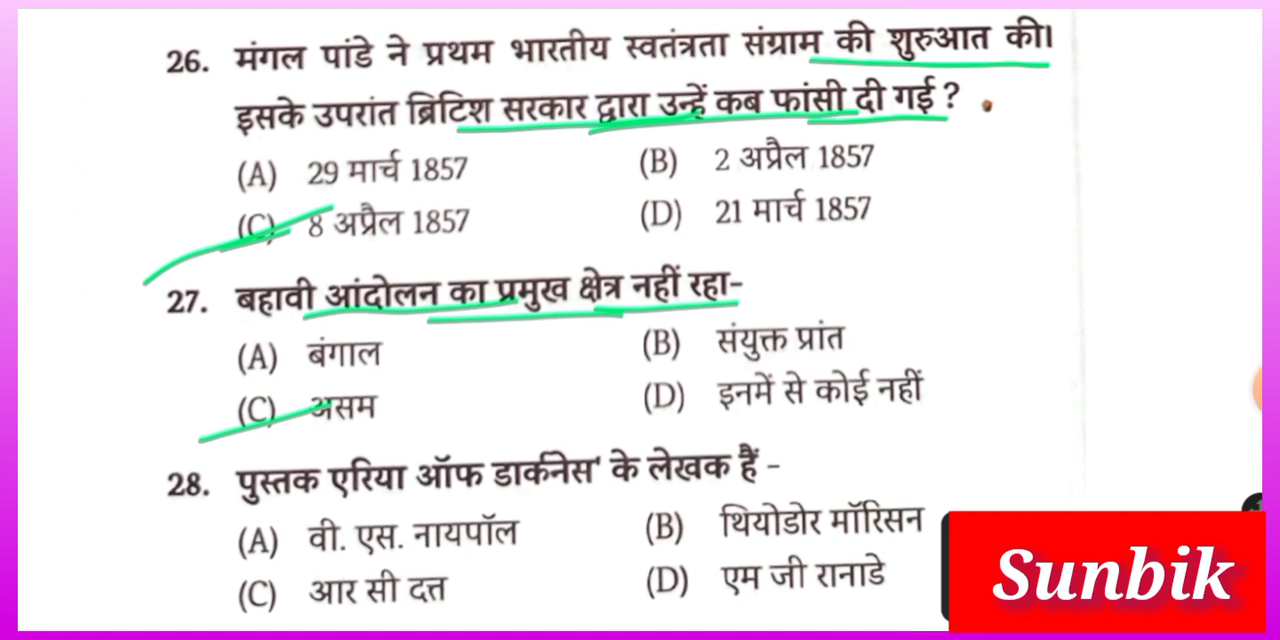 26. मंगल पांडे ने प्रथम भारतीय स्वतंत्रता संग्राम की शुरुआत की।
इसके उपरांत ब्रिटिश सरकार द्वारा उन्हें कब फांसी दी गई ?
(A) 29 मार्च 1857 (B) 2 अप्रैल 1857
(C) 8 अप्रैल 1857 (D) 21 मार्च 1857
27. बहावी आंदोलन का प्रमुख क्षेत्र नहीं रहा-
(A) बंगाल (B) संयुक्त प्रांत
(C) असम (D) इनमें से कोई नहीं
28. पुस्तक एरिया ऑफ डार्कनेस' के लेखक हैं -
(A) वी. एस. नायपॉल (B) थियोडोर मॉरिसन
(C) आर सी दत्त (D) एम जी रानाडे
Sunbik